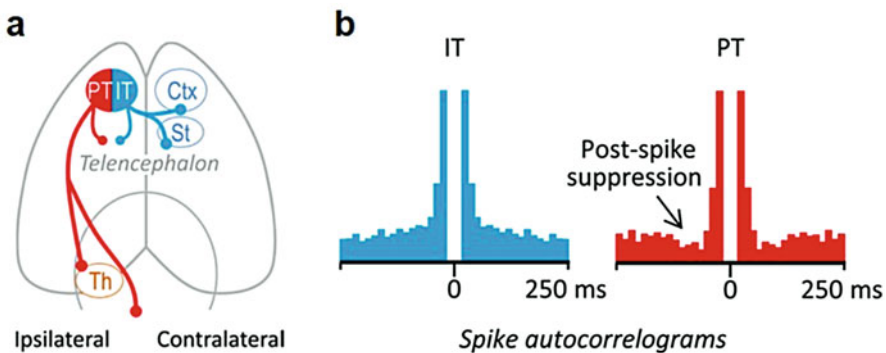 a
PT IT
Ctx
St
Telencephalon
Th
Ipsilateral
Contralateral
b
IT
PT
Post-spike
suppression
0
250 ms
0
250 ms
Spike autocorrelograms